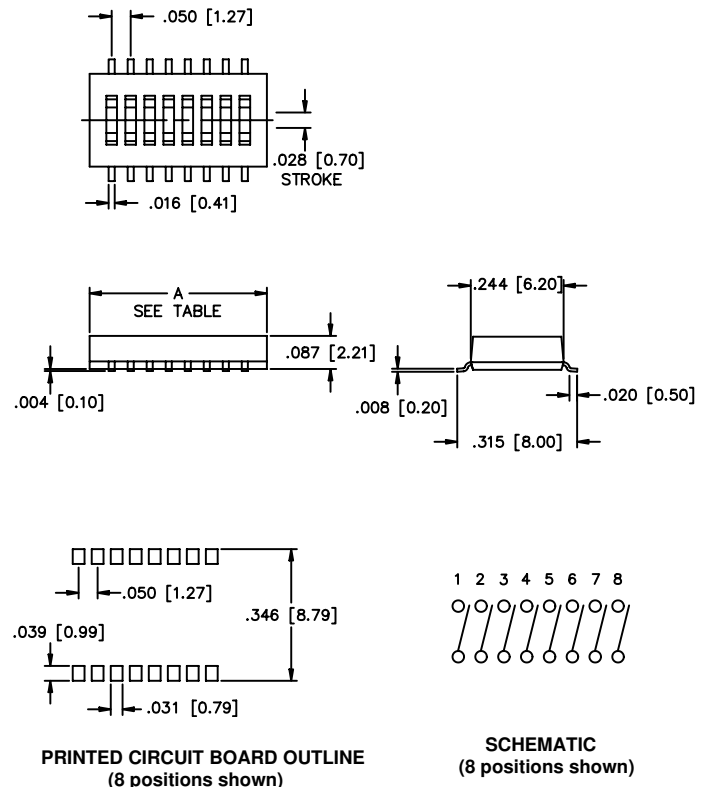 .050 [1.27]
.028 [0.70]
STROKE
.016 [0.41]
A
SEE TABLE
.244 [6.20]
.087 [2.21]
.004 [0.10]
.008 [0.20]
.020 [0.50]
.315 [8.00]
.050 [1.27]
.346 [8.79]
.039 [0.99]
.031 [0.79]
1 2 3 4 5 6 7 8
PRINTED CIRCUIT BOARD OUTLINE
(8 positions shown)
SCHEMATIC
(8 positions shown)